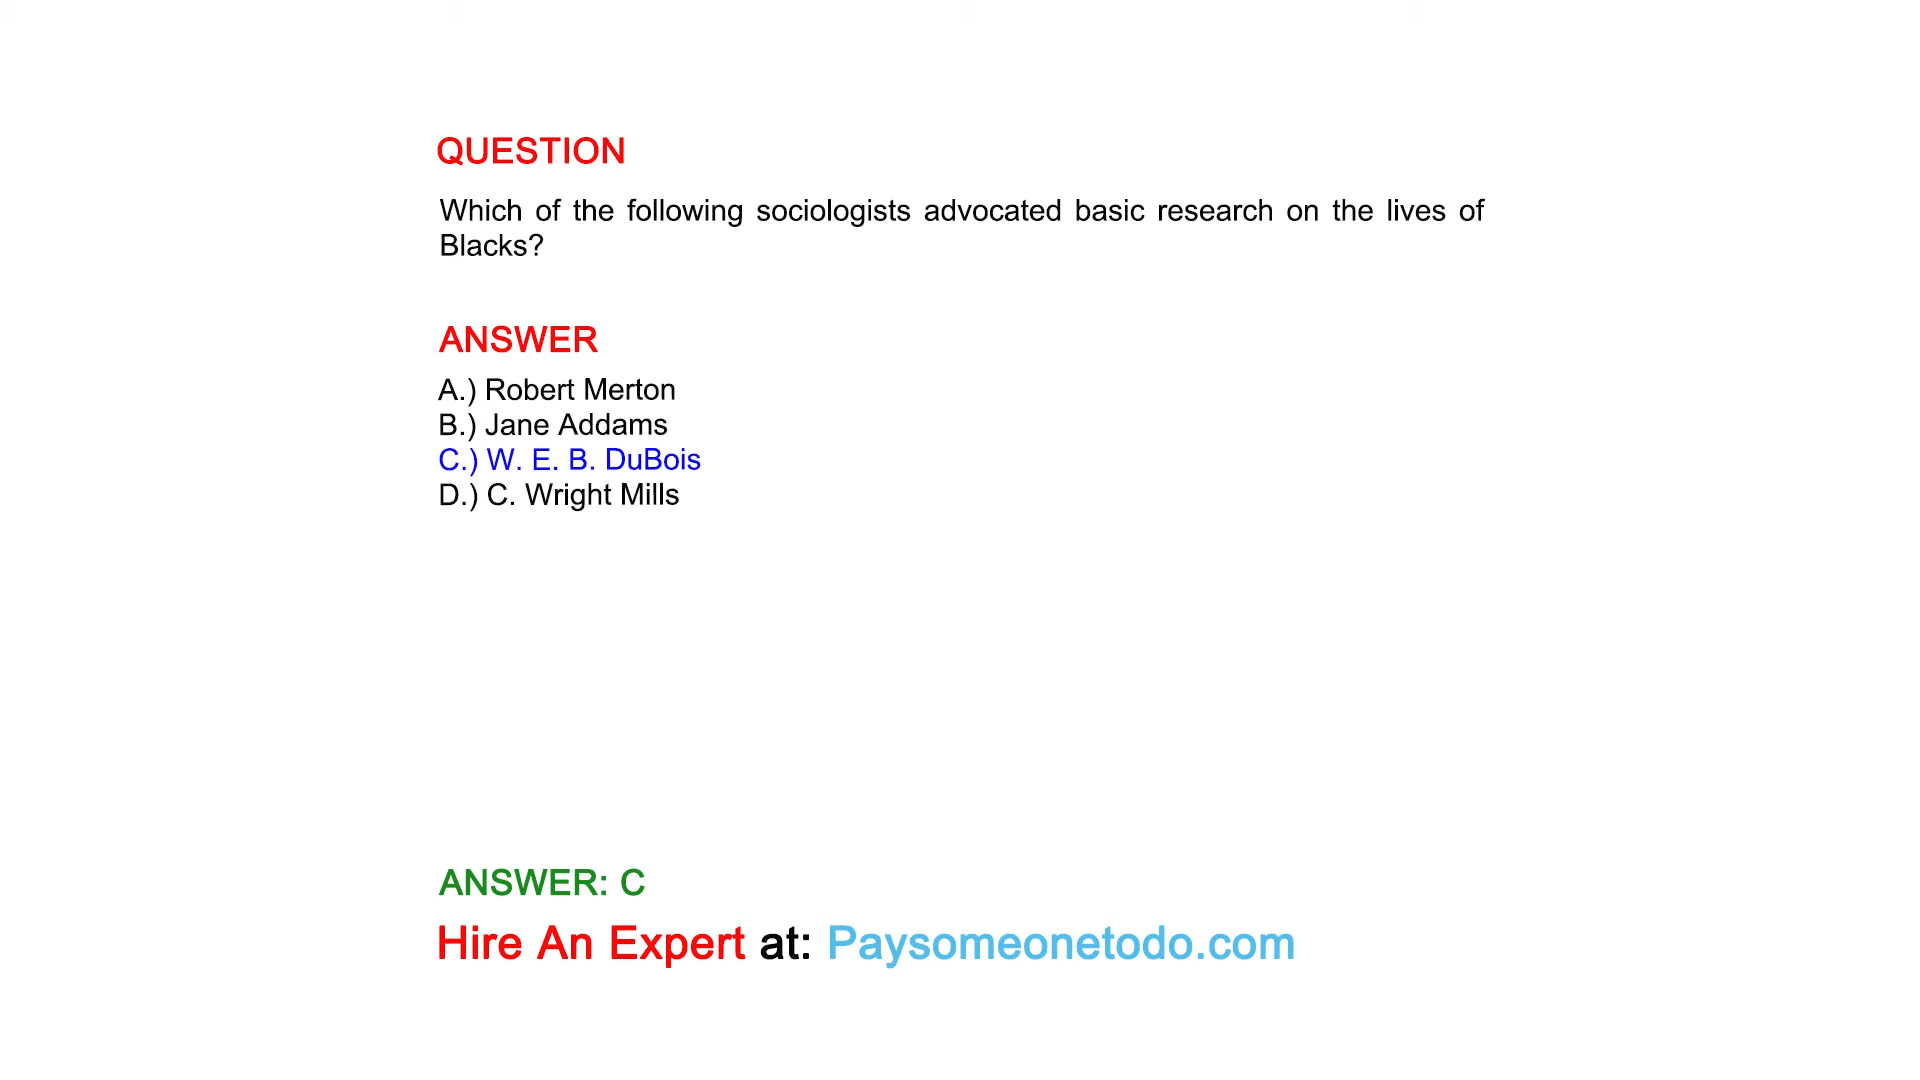 QUESTION
Which of the following sociologists advocated basic research on the lives of
Blacks?
ANSWER
A.) Robert Merton
B.) Jane Addams
C.) W. E. B. DuBois
D.) C. Wright Mills
ANSWER: C
Hire An Expert at: Paysomeonetodo.com